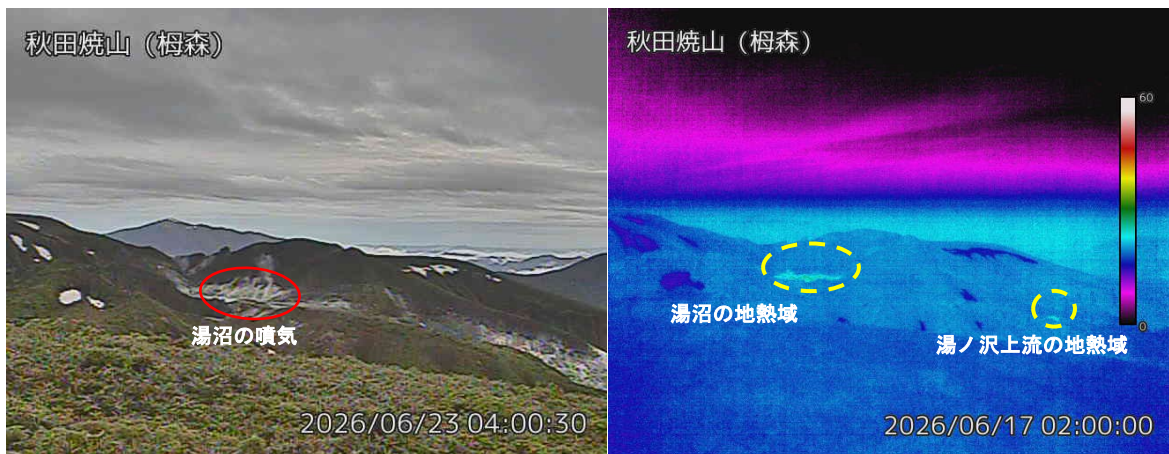 秋田焼山（栂森）
湯沼の噴気
2026/06/23 04:00:30
秋田焼山（栂森）
60
0
湯沼の地熱域
湯ノ沢上流の地熱域
2026/06/17 02:00:00